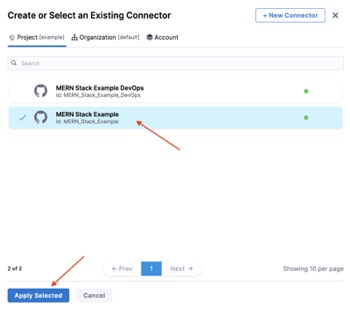 Create or Select an Existing Connector
+ New Connector
Project [example]
Organization [default]
Account
Search
MERN Stack Example DevOps
Id: MERN_Stack_Example_DevOps
MERN Stack Example
Id: MERN_Stack_Example
2 of 2
← Prev
1
Next →
Showing 10 per page
Apply Selected
Cancel